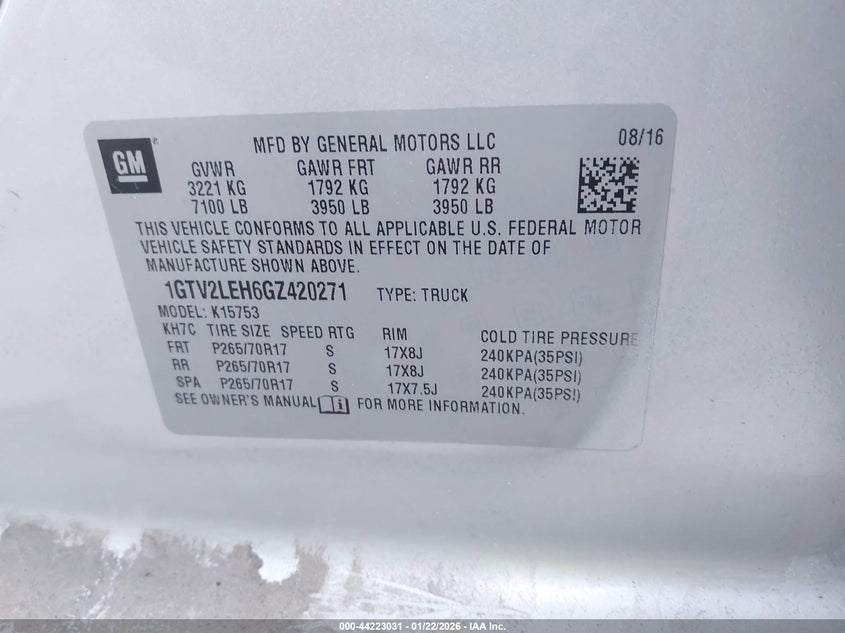 GM
MFD BY GENERAL MOTORS LLC 08/16
GVWR GAWR FRT GAWR RR
3221 KG 1792 KG 1792 KG
7100 LB 3950 LB 3950 LB
THIS VEHICLE CONFORMS TO ALL APPLICABLE U.S. FEDERAL MOTOR
VEHICLE SAFETY STANDARDS IN EFFECT ON THE DATE OF
MANUFACTURE SHOWN ABOVE.
1GTV2LEH6GZ420271 TYPE: TRUCK
MODEL: K15753
KH7C TIRE SIZE SPEED RTG RIM COLD TIRE PRESSURE
FRT P265/70R17 S 17X8J 240KPA(35PSI)
RR P265/70R17 S 17X8J 240KPA(35PSI)
SPA P265/70R17 S 17X7.5J 240KPA(35PSI)
SEE OWNER'S MANUAL FOR MORE INFORMATION.
000-44223031 - 01/22/2026 - IAA Inc.